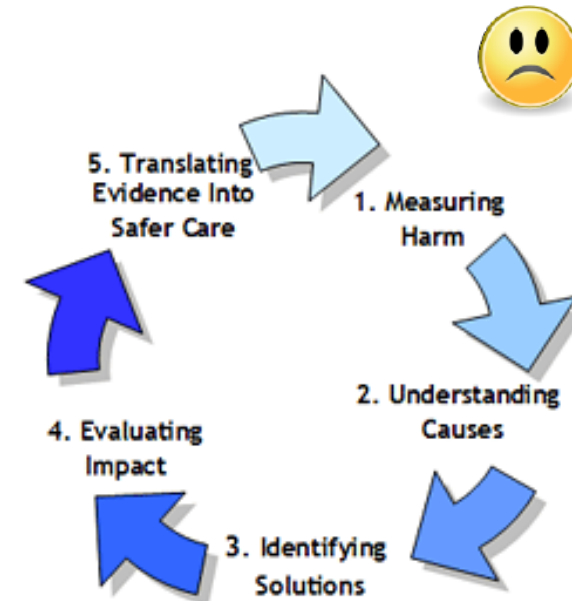 1. Measuring
Harm
2. Understanding
Causes
3. Identifying
Solutions
4. Evaluating
Impact
5. Translating
Evidence Into
Safer Care